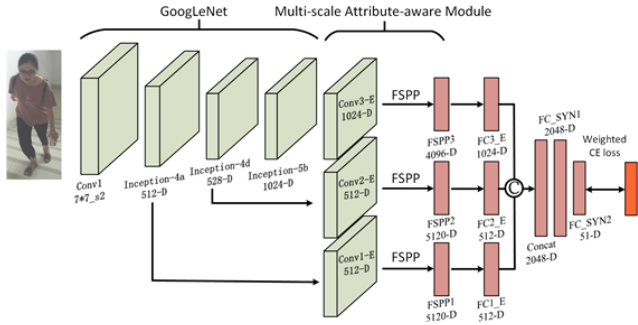 GoogLeNet
Multi-scale Attribute-aware Module
Conv1
7*7_s2
Inception-4a
512-D
Inception-4d
528-D
Inception-5b
1024-D
Conv3-E
1024-D
FSPP
FSPP3
4096-D
FC3_E
1024-D
Conv2-E
512-D
FSPP
FSPP2
5120-D
FC2_E
512-D
Conv1-E
512-D
FSPP
FSPP1
5120-D
FC1_E
512-D
C
Concat
2048-D
FC_SYN1
2048-D
FC_SYN2
51-D
Weighted
CE loss